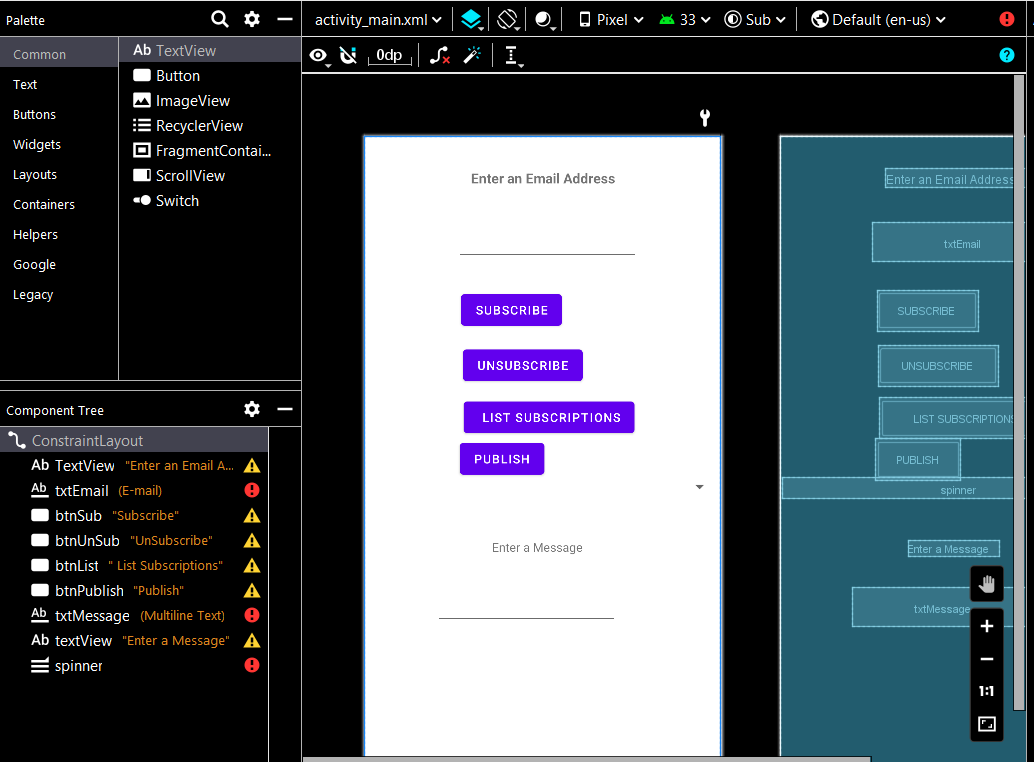 Palette
activity_main.xml
Pixel
33
Sub
Default (en-us)
Common
Text
Buttons
Widgets
Layouts
Containers
Helpers
Google
Legacy
Ab TextView
Button
ImageView
RecyclerView
FragmentContai...
ScrollView
Switch
0dp
?
Component Tree
ConstraintLayout
Ab TextView "Enter an Email A...
Ab txtEmail (E-mail)
btnSub "Subscribe"
btnUnSub "UnSubscribe"
btnList " List Subscriptions"
btnPublish "Publish"
Ab txtMessage (Multiline Text)
Ab textView "Enter a Message"
spinner
Enter an Email Address
SUBSCRIBE
UNSUBSCRIBE
LIST SUBSCRIPTIONS
PUBLISH
Enter a Message
Enter an Email Address
txtEmail
SUBSCRIBE
UNSUBSCRIBE
LIST SUBSCRIPTIONS
PUBLISH
spinner
Enter a Message
txtMessage
1:1